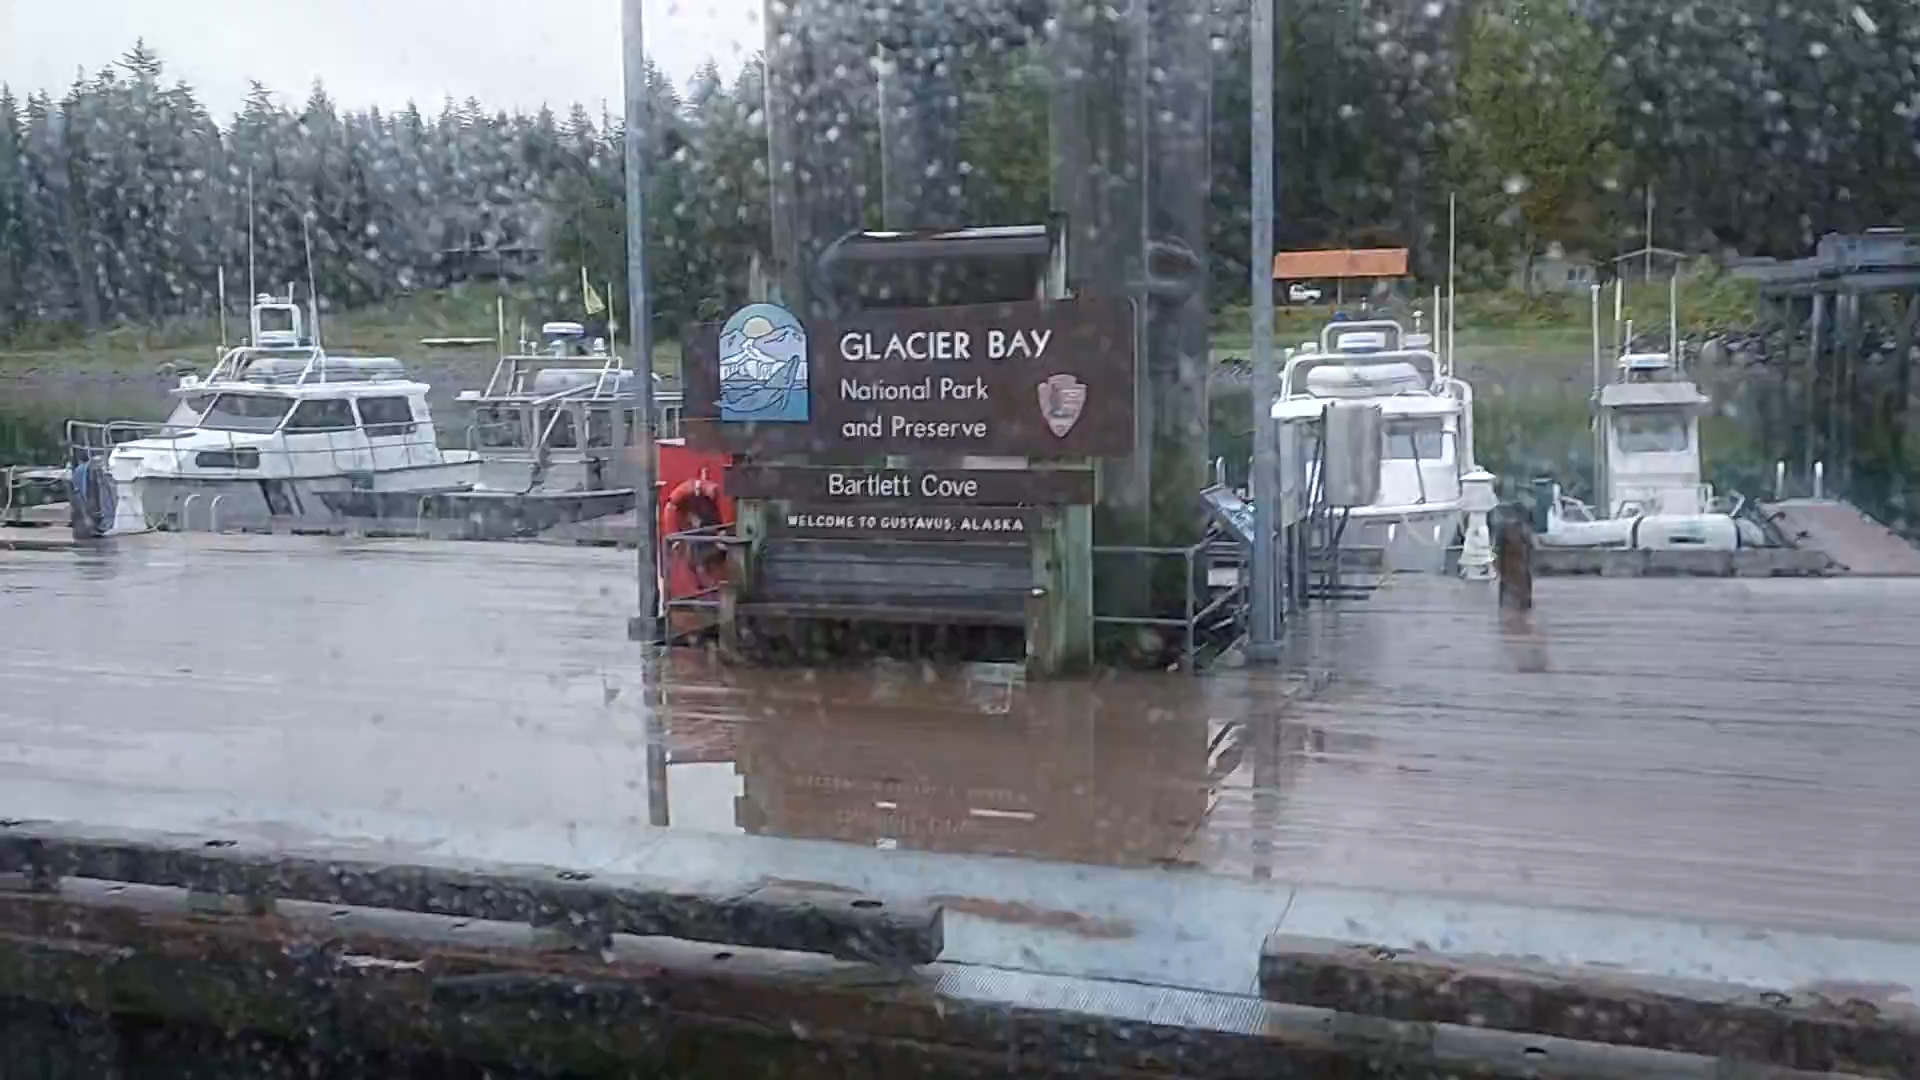 GLACIER BAY
National Park
and Preserve
Bartlett Cove
WELCOME TO GUSTAVUS, ALASKA